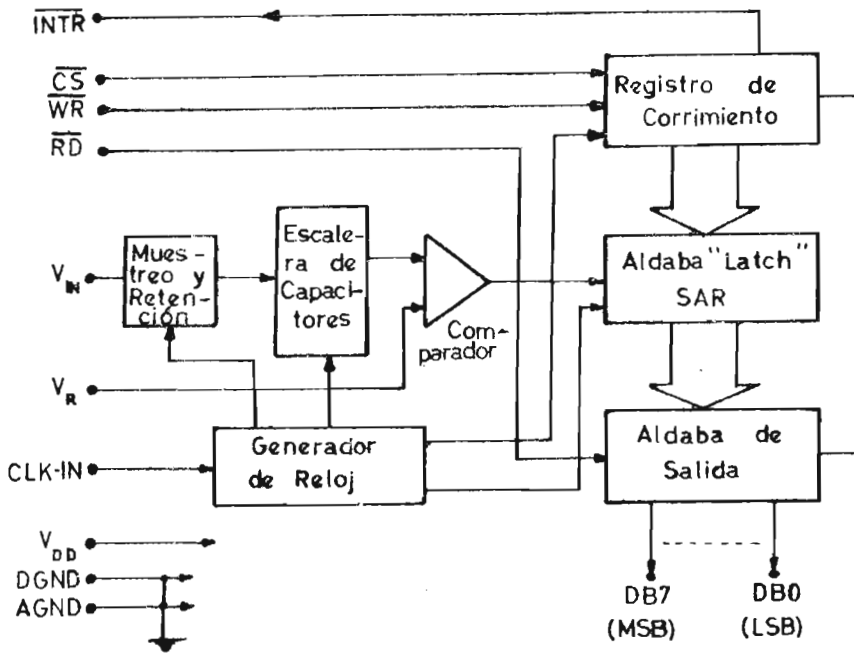 INTR
CS
WR
RD
Registro de
Corrimiento
Mues-
treo y
Reten-
ción
Escale-
ra de
Capaci-
tores
V_IN
Aldaba "Latch"
SAR
Com-
parador
V_R
Generador
de Reloj
CLK-IN
Aldaba de
Salida
V_DD
DGND
AGND
DB7
(MSB)
DB0
(LSB)